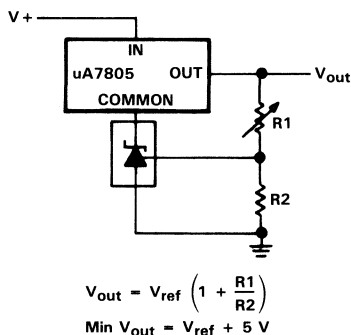 V+
IN
uA7805
OUT
Vout
COMMON
R1
R2
Vout = Vref (1 + R1/R2)
Min Vout = Vref + 5 V